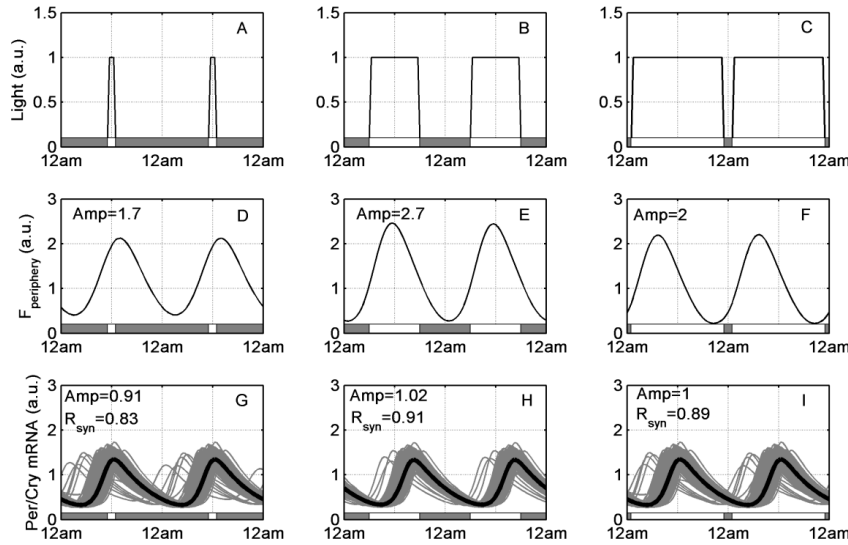 Light (a.u.)
1.5
1
0.5
0
A
12am 12am 12am
1.5
1
0.5
0
B
12am 12am 12am
1.5
1
0.5
0
C
12am 12am 12am
F periphery (a.u.)
3
2
1
0
Amp=1.7 D
12am 12am 12am
3
2
1
0
Amp=2.7 E
12am 12am 12am
3
2
1
0
Amp=2 F
12am 12am 12am
Per/Cry mRNA (a.u.)
3
2
1
0
Amp=0.91 G
R syn=0.83
12am 12am 12am
3
2
1
0
Amp=1.02 H
R syn=0.91
12am 12am 12am
3
2
1
0
Amp=1 I
R syn=0.89
12am 12am 12am